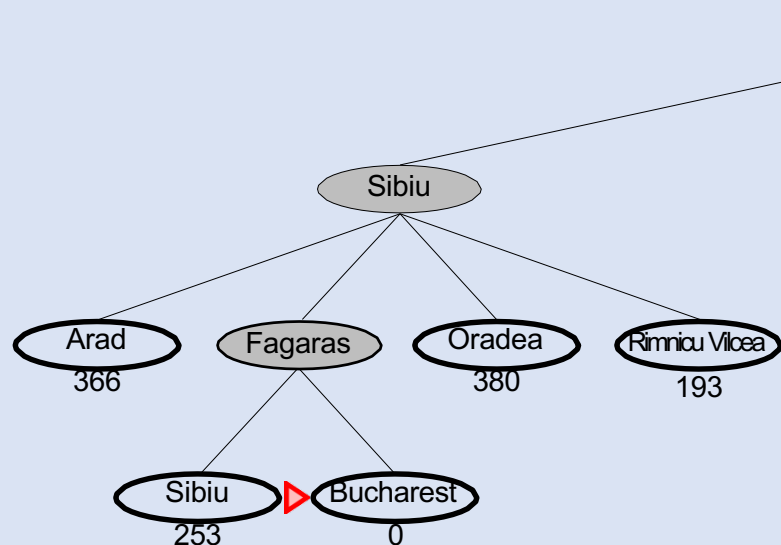 Sibiu
Arad
Fagaras
Oradea
Rimnicu Vilcea
366
380
193
Sibiu
Bucharest
253
0